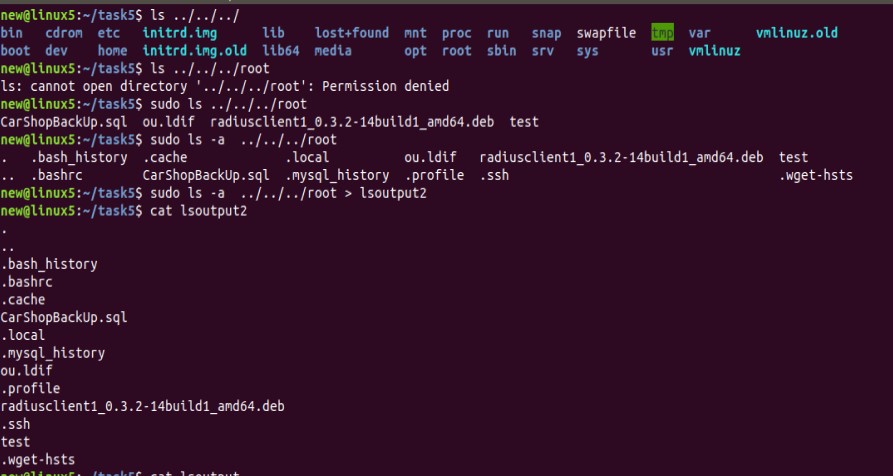 new@linux5:~/task5$ ls ../../../
bin   cdrom  etc   initrd.img      lib    lost+found  mnt  proc  run   snap  swapfile  tmp  var      vmlinuz.old
boot  dev    home  initrd.img.old  lib64  media       opt  root  sbin  srv   sys       usr  vmlinuz
new@linux5:~/task5$ ls ../../../root
ls: cannot open directory '../../../root': Permission denied
new@linux5:~/task5$ sudo ls ../../../root
CarShopBackUp.sql  ou.ldif  radiusclient1_0.3.2-14build1_amd64.deb  test
new@linux5:~/task5$ sudo ls -a  ../../../root
.   .bash_history  .cache             .local          ou.ldif   radiusclient1_0.3.2-14build1_amd64.deb  test
..  .bashrc        CarShopBackUp.sql  .mysql_history  .profile  .ssh                                    .wget-hsts
new@linux5:~/task5$ sudo ls -a  ../../../root > lsoutput2
new@linux5:~/task5$ cat lsoutput2
.
..
.bash_history
.bashrc
.cache
CarShopBackUp.sql
.local
.mysql_history
ou.ldif
.profile
radiusclient1_0.3.2-14build1_amd64.deb
.ssh
test
.wget-hsts
new@linux5:~/task5$ cat lsoutput